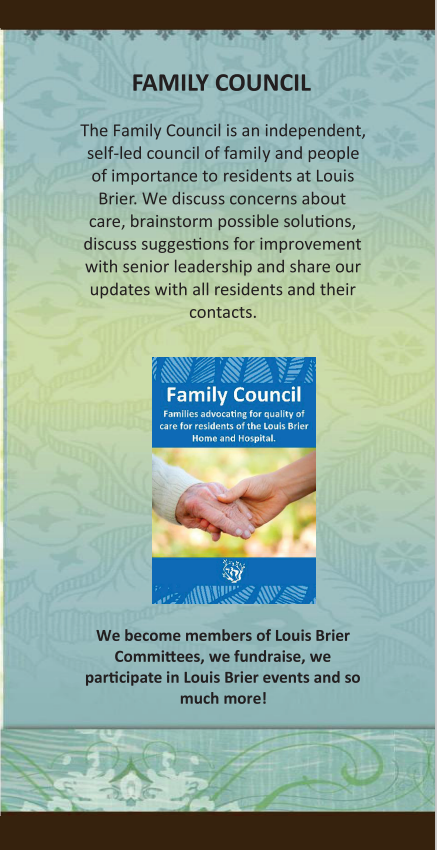 FAMILY COUNCIL
The Family Council is an independent,
self-led council of family and people
of importance to residents at Louis
Brier. We discuss concerns about
care, brainstorm possible solutions,
discuss suggestions for improvement
with senior leadership and share our
updates with all residents and their
contacts.
Family Council
Families advocating for quality of
care for residents of the Louis Brier
Home and Hospital.
We become members of Louis Brier
Committees, we fundraise, we
participate in Louis Brier events and so
much more!